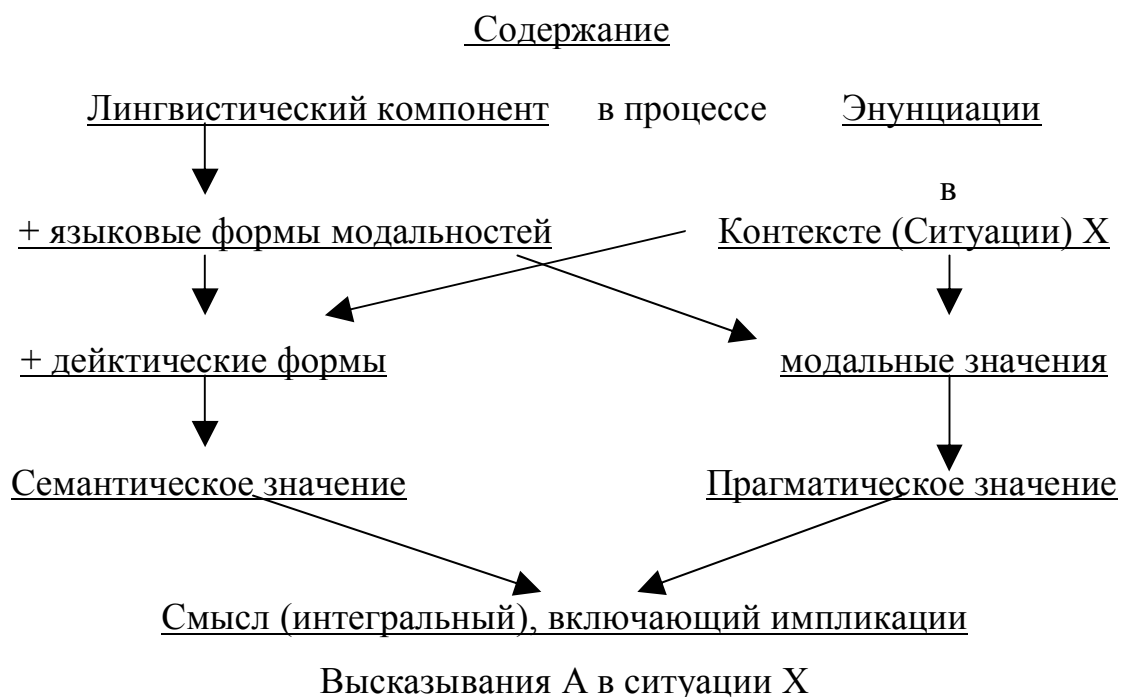 Содержание
Лингвистический компонент в процессе Энунциации
в
+ языковые формы модальностей Контексте (Ситуации) X
+ дейктические формы модальные значения
Семантическое значение Прагматическое значение
Смысл (интегральный), включающий импликации
Высказывания А в ситуации X